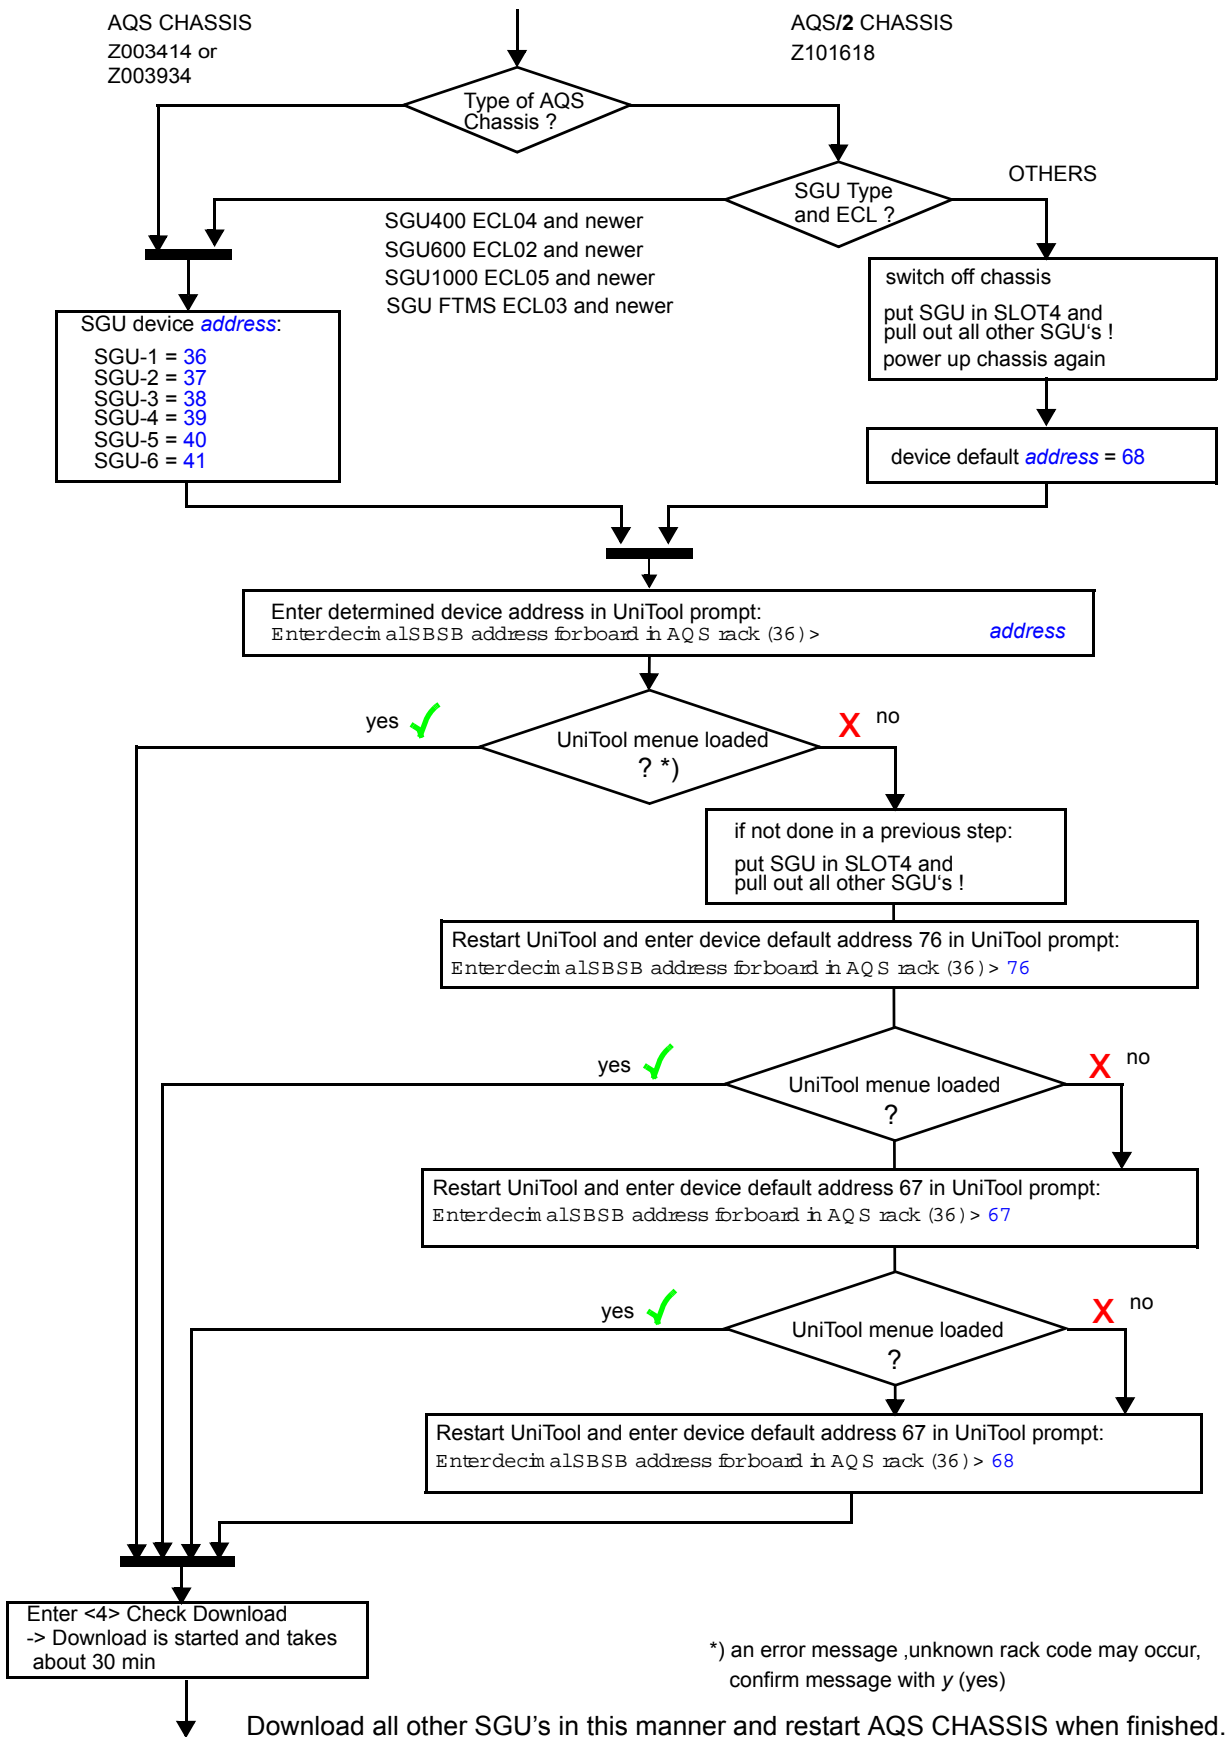 AQS CHASSIS
Z003414 or
Z003934
AQS/2 CHASSIS
Z101618
Type of AQS
Chassis ?
SGU Type
and ECL ?
OTHERS
SGU400 ECL04 and newer
SGU600 ECL02 and newer
SGU1000 ECL05 and newer
SGU FTMS ECL03 and newer
switch off chassis
put SGU in SLOT4 and
pull out all other SGU‘s !
power up chassis again
SGU device address:
SGU-1 = 36
SGU-2 = 37
SGU-3 = 38
SGU-4 = 39
SGU-5 = 40
SGU-6 = 41
device default address = 68
Enter determined device address in UniTool prompt:
Enter decimal SBSB address for board in AQS rack (36)> address
yes
no
UniTool menue loaded
? *)
if not done in a previous step:
put SGU in SLOT4 and
pull out all other SGU‘s !
Restart UniTool and enter device default address 76 in UniTool prompt:
Enter decimal SBSB address for board in AQS rack (36)> 76
yes
X no
UniTool menue loaded
?
Restart UniTool and enter device default address 67 in UniTool prompt:
Enter decimal SBSB address for board in AQS rack (36)> 67
yes
X no
UniTool menue loaded
?
Restart UniTool and enter device default address 67 in UniTool prompt:
Enter decimal SBSB address for board in AQS rack (36)> 68
Enter <4> Check Download
-> Download is started and takes
about 30 min
*) an error message ,unknown rack code may occur,
confirm message with y (yes)
Download all other SGU's in this manner and restart AQS CHASSIS when finished.